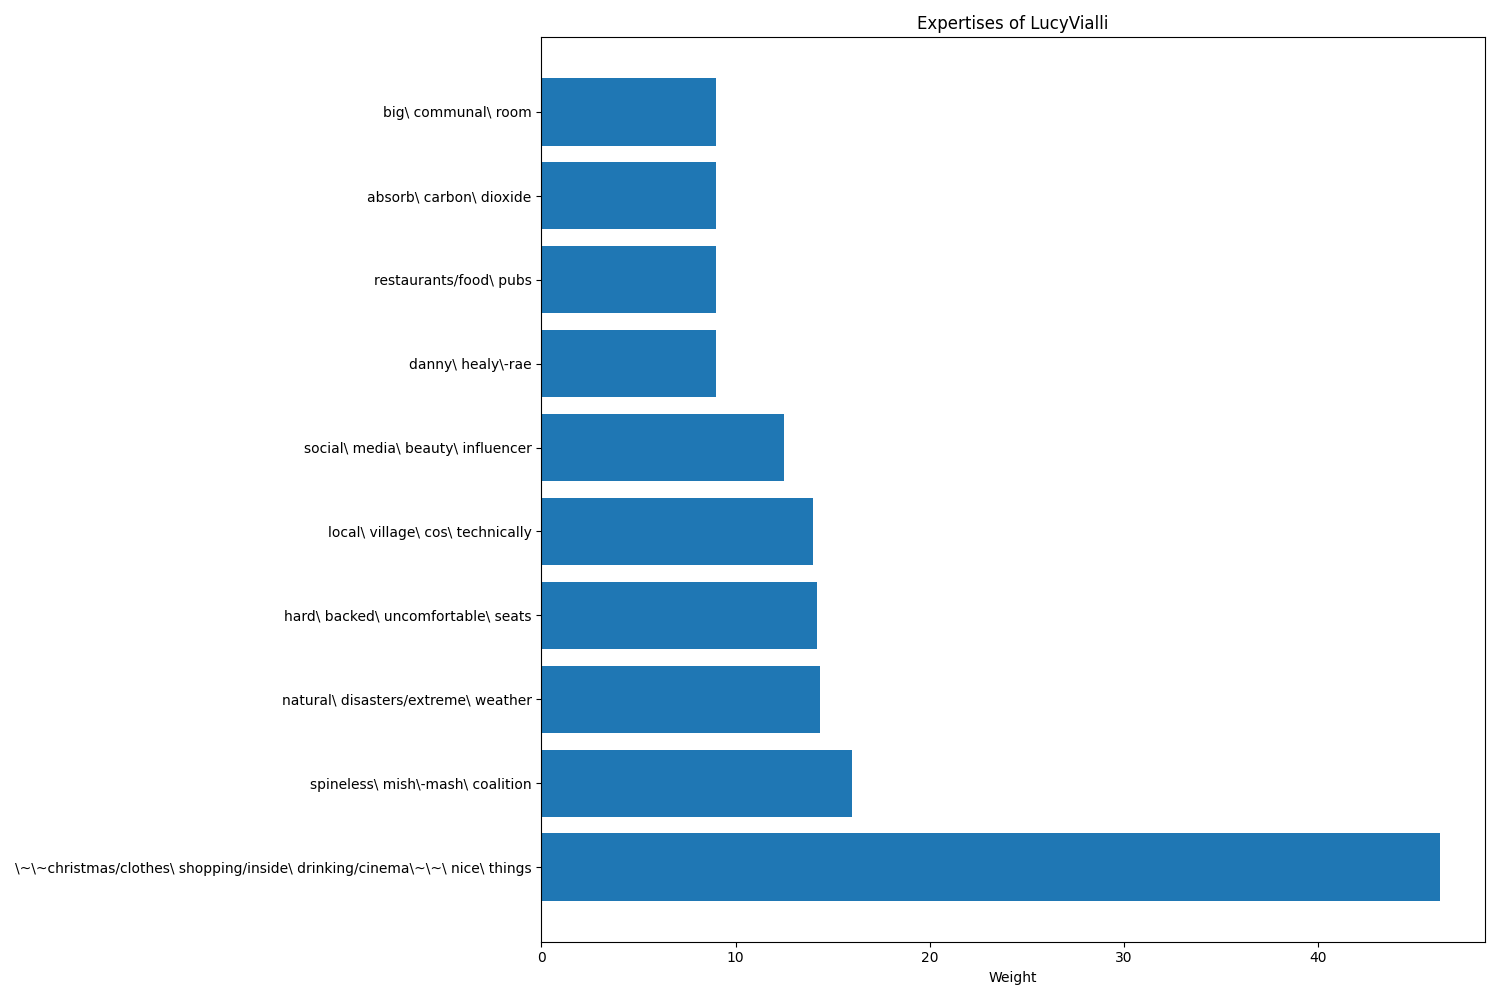 Expertises of LucyVialli
big\ communal\ room
absorb\ carbon\ dioxide
restaurants/food\ pubs
danny\ healy\-rae
social\ media\ beauty\ influencer
local\ village\ cos\ technically
hard\ backed\ uncomfortable\ seats
natural\ disasters/extreme\ weather
spineless\ mish\-mash\ coalition
\~\~christmas/clothes\ shopping/inside\ drinking/cinema\~\~\ nice\ things
0 10 20 30 40
Weight